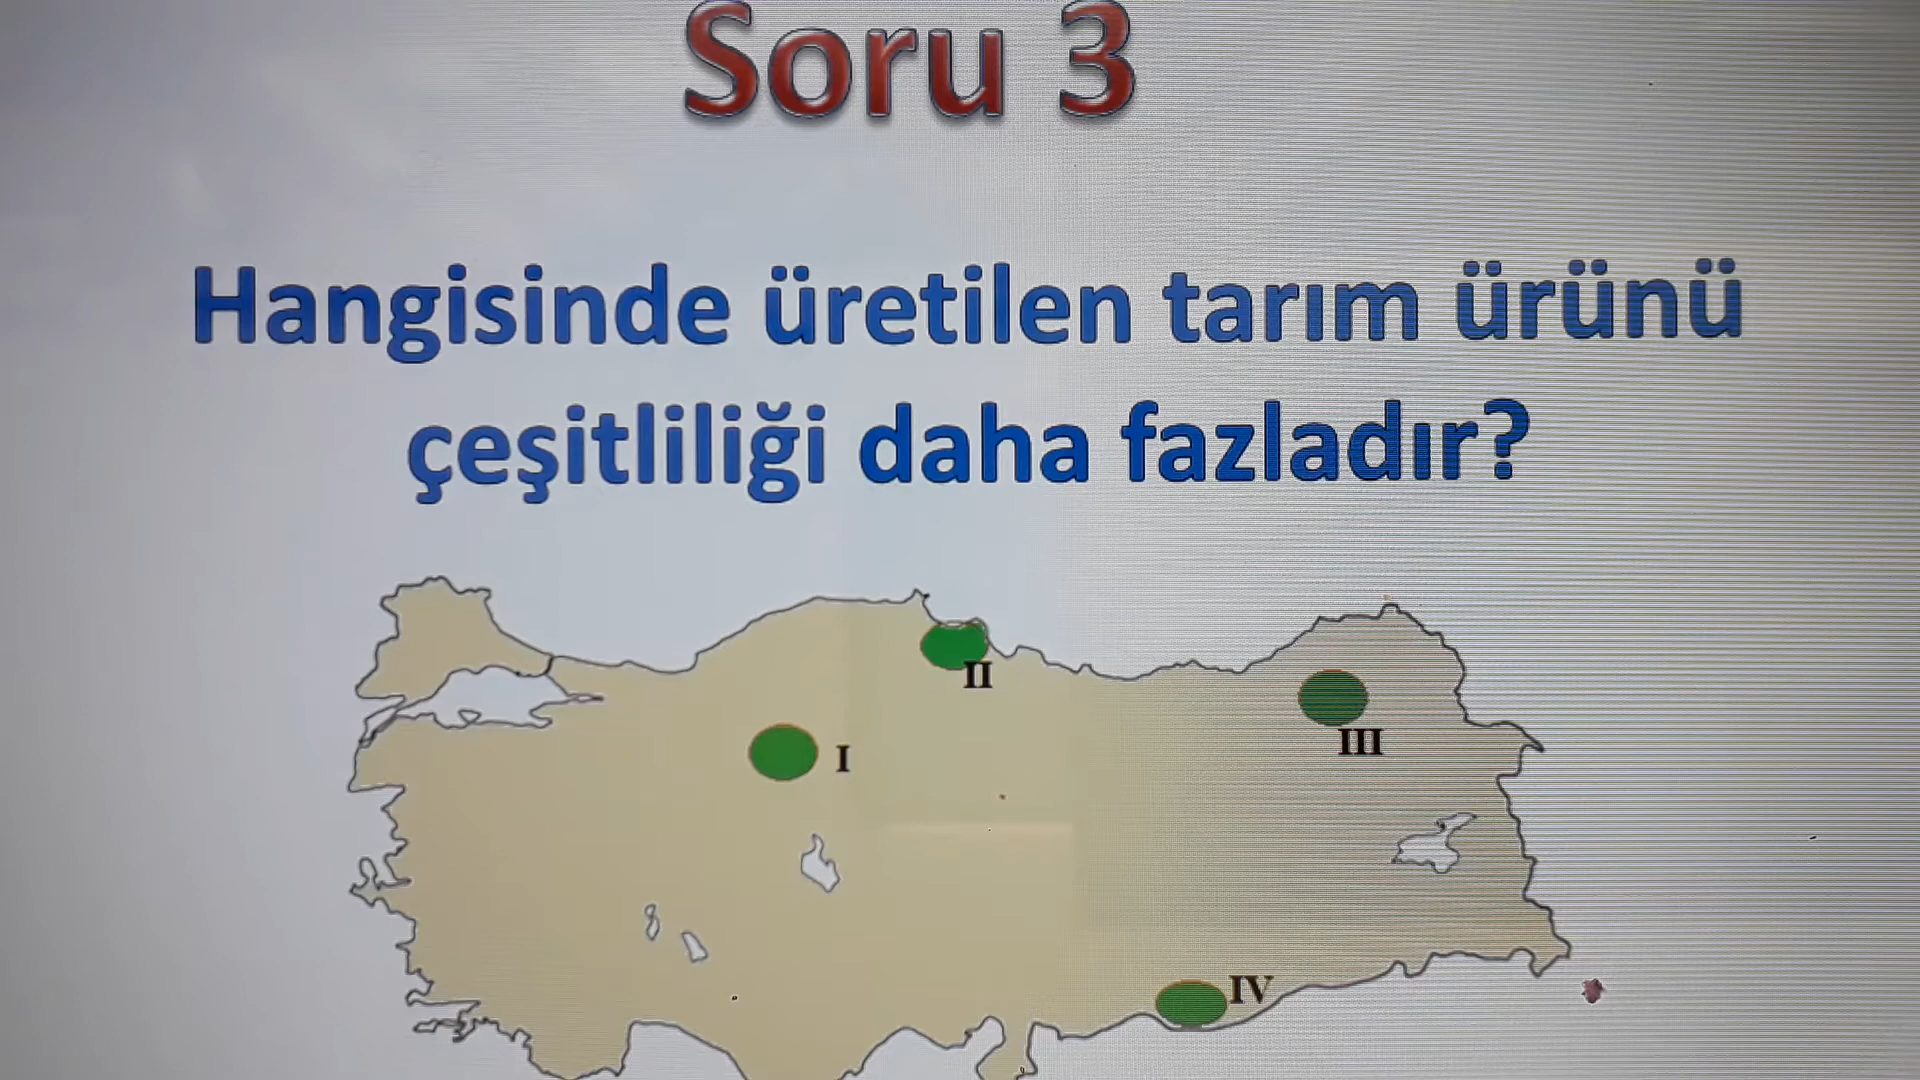 Soru 3
Hangisinde üretilen tarım ürünü
çeşitliliği daha fazladır?
II
III
I
IV